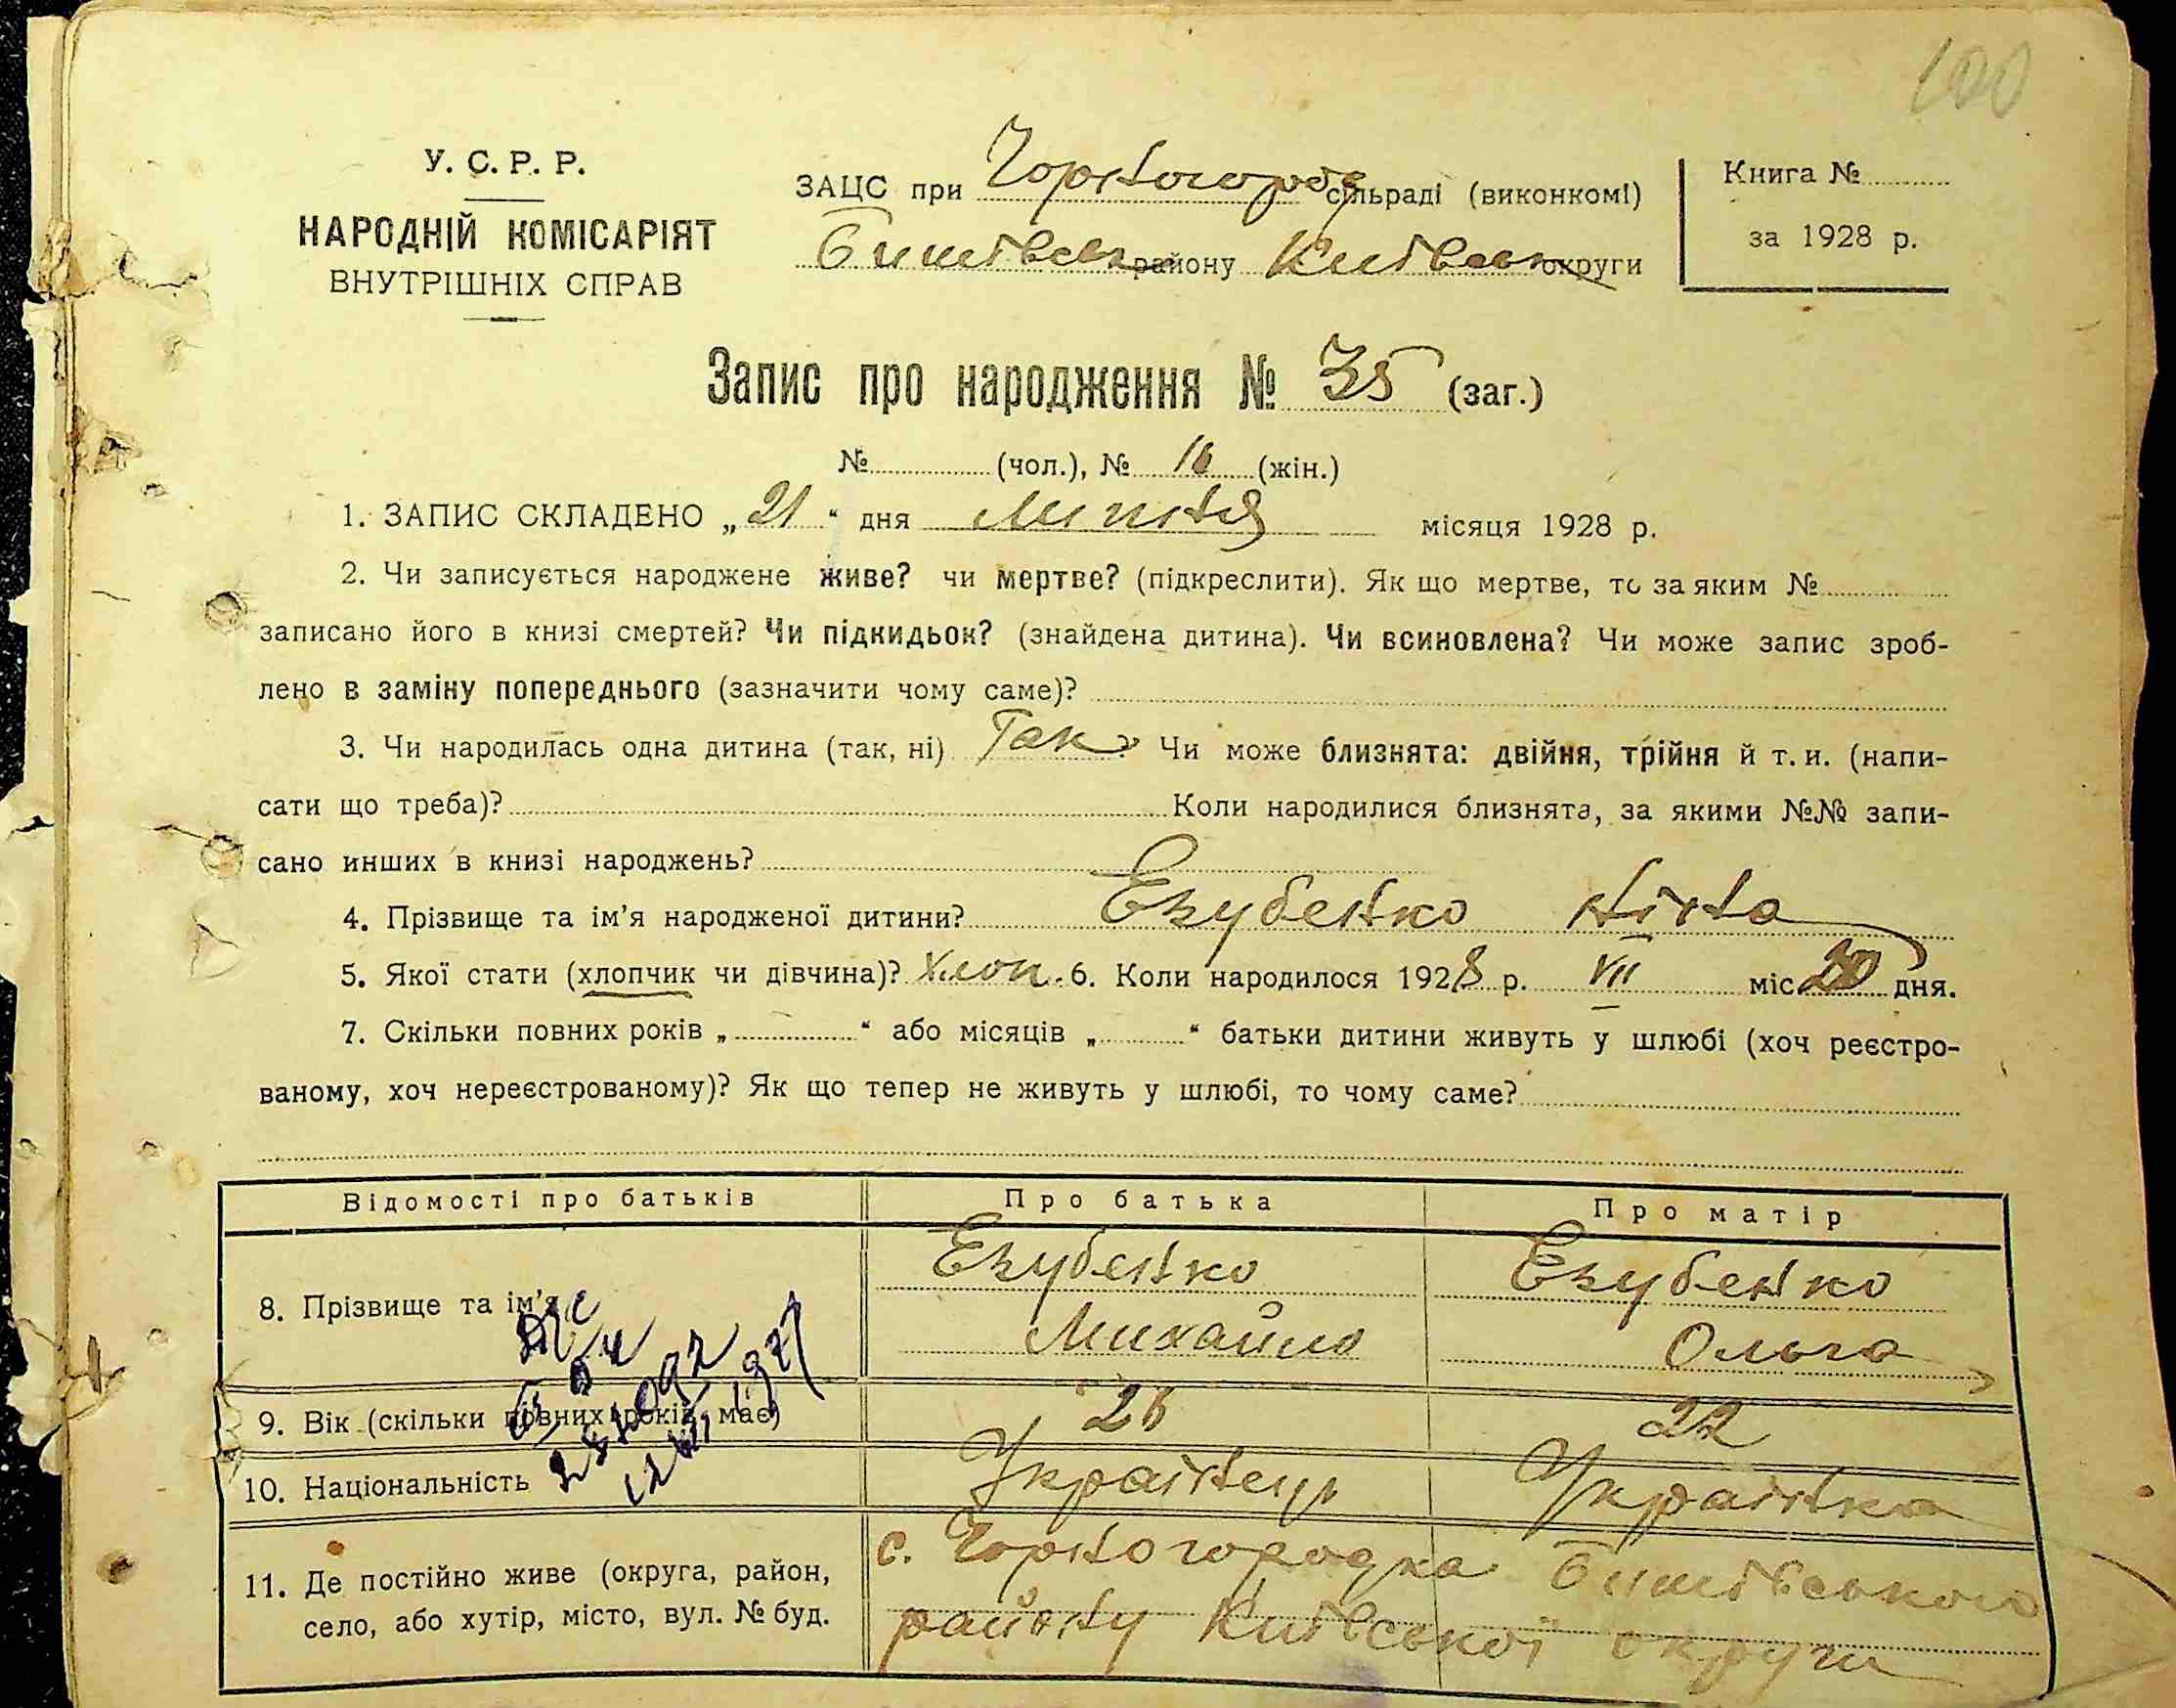 100
У. С. Р. Р.
НАРОДНІЙ КОМІСАРІЯТ
ВНУТРІШНІХ СПРАВ
ЗАЦС при Чорногород сільраді (виконкомі)
Бишівськ району Київськ округи
Книга №
за 1928 р.
Запис про народження № 35 (заг.)
№ (чол.), № 16 (жін.)
1. ЗАПИС СКЛАДЕНО „21“ дня Липня місяця 1928 р.
2. Чи записується народжене живе? чи мертве? (підкреслити). Як що мертве, то за яким №
записано його в книзі смертей? Чи підкидьок? (знайдена дитина). Чи всиновлена? Чи може запис зроб-
лено в заміну попереднього (зазначити чому саме)?
3. Чи народилась одна дитина (так, ні) Так Чи може близнята: двійня, трійня й т. и. (напи-
сати що треба)? Коли народилися близнята, за якими №№ запи-
сано инших в книзі народжень?
4. Прізвище та ім’я народженої дитини? Езубенко Ніна
5. Якої стати (хлопчик чи дівчина)? Хлоп. 6. Коли народилося 1928 р. VII міс 20 дня.
7. Скільки повних років „ “ або місяців „ “ батьки дитини живуть у шлюбі (хоч реєстро-
ваному, хоч нереєстрованому)? Як що тепер не живуть у шлюбі, то чому саме?
Відомості про батьків Про батька Про матір
8. Прізвище та ім’я Езубенко Михайло Езубенко Ольга
9. Вік (скільки повних років має) 26 22
10. Національність Українець Українка
11. Де постійно живе (округа, район,
село, або хутір, місто, вул. № буд.
с. Чорногородка Бишівського
району Київської округи